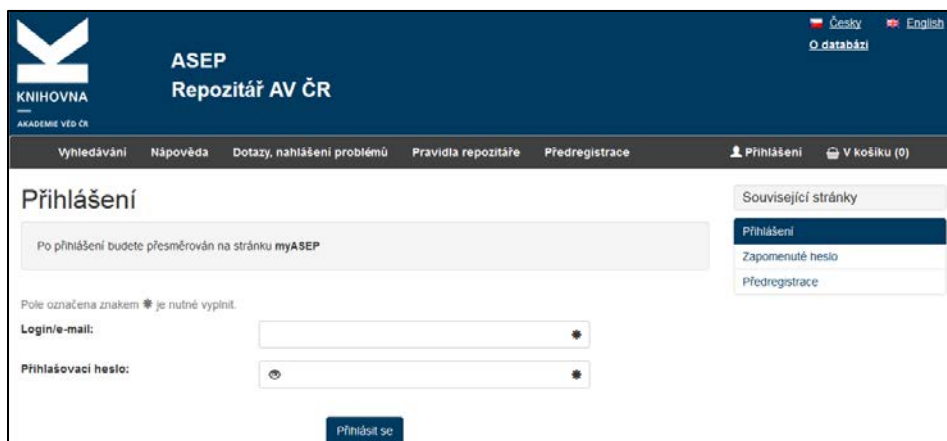 Česky English
O databázi
KNIHOVNA
AKADEMIE VĚD ČR
ASEP
Repozitář AV ČR
Vyhledávání Nápověda Dotazy, nahlášení problémů Pravidla repozitáře Předregistrace Přihlášení V košíku (0)
Přihlášení
Po přihlášení budete přesměrován na stránku myASEP
Související stránky
Přihlášení
Zapomenuté heslo
Předregistrace
Pole označena znakem ✹ je nutné vyplnit.
Login/e-mail:
Přihlašovací heslo:
Přihlásit se